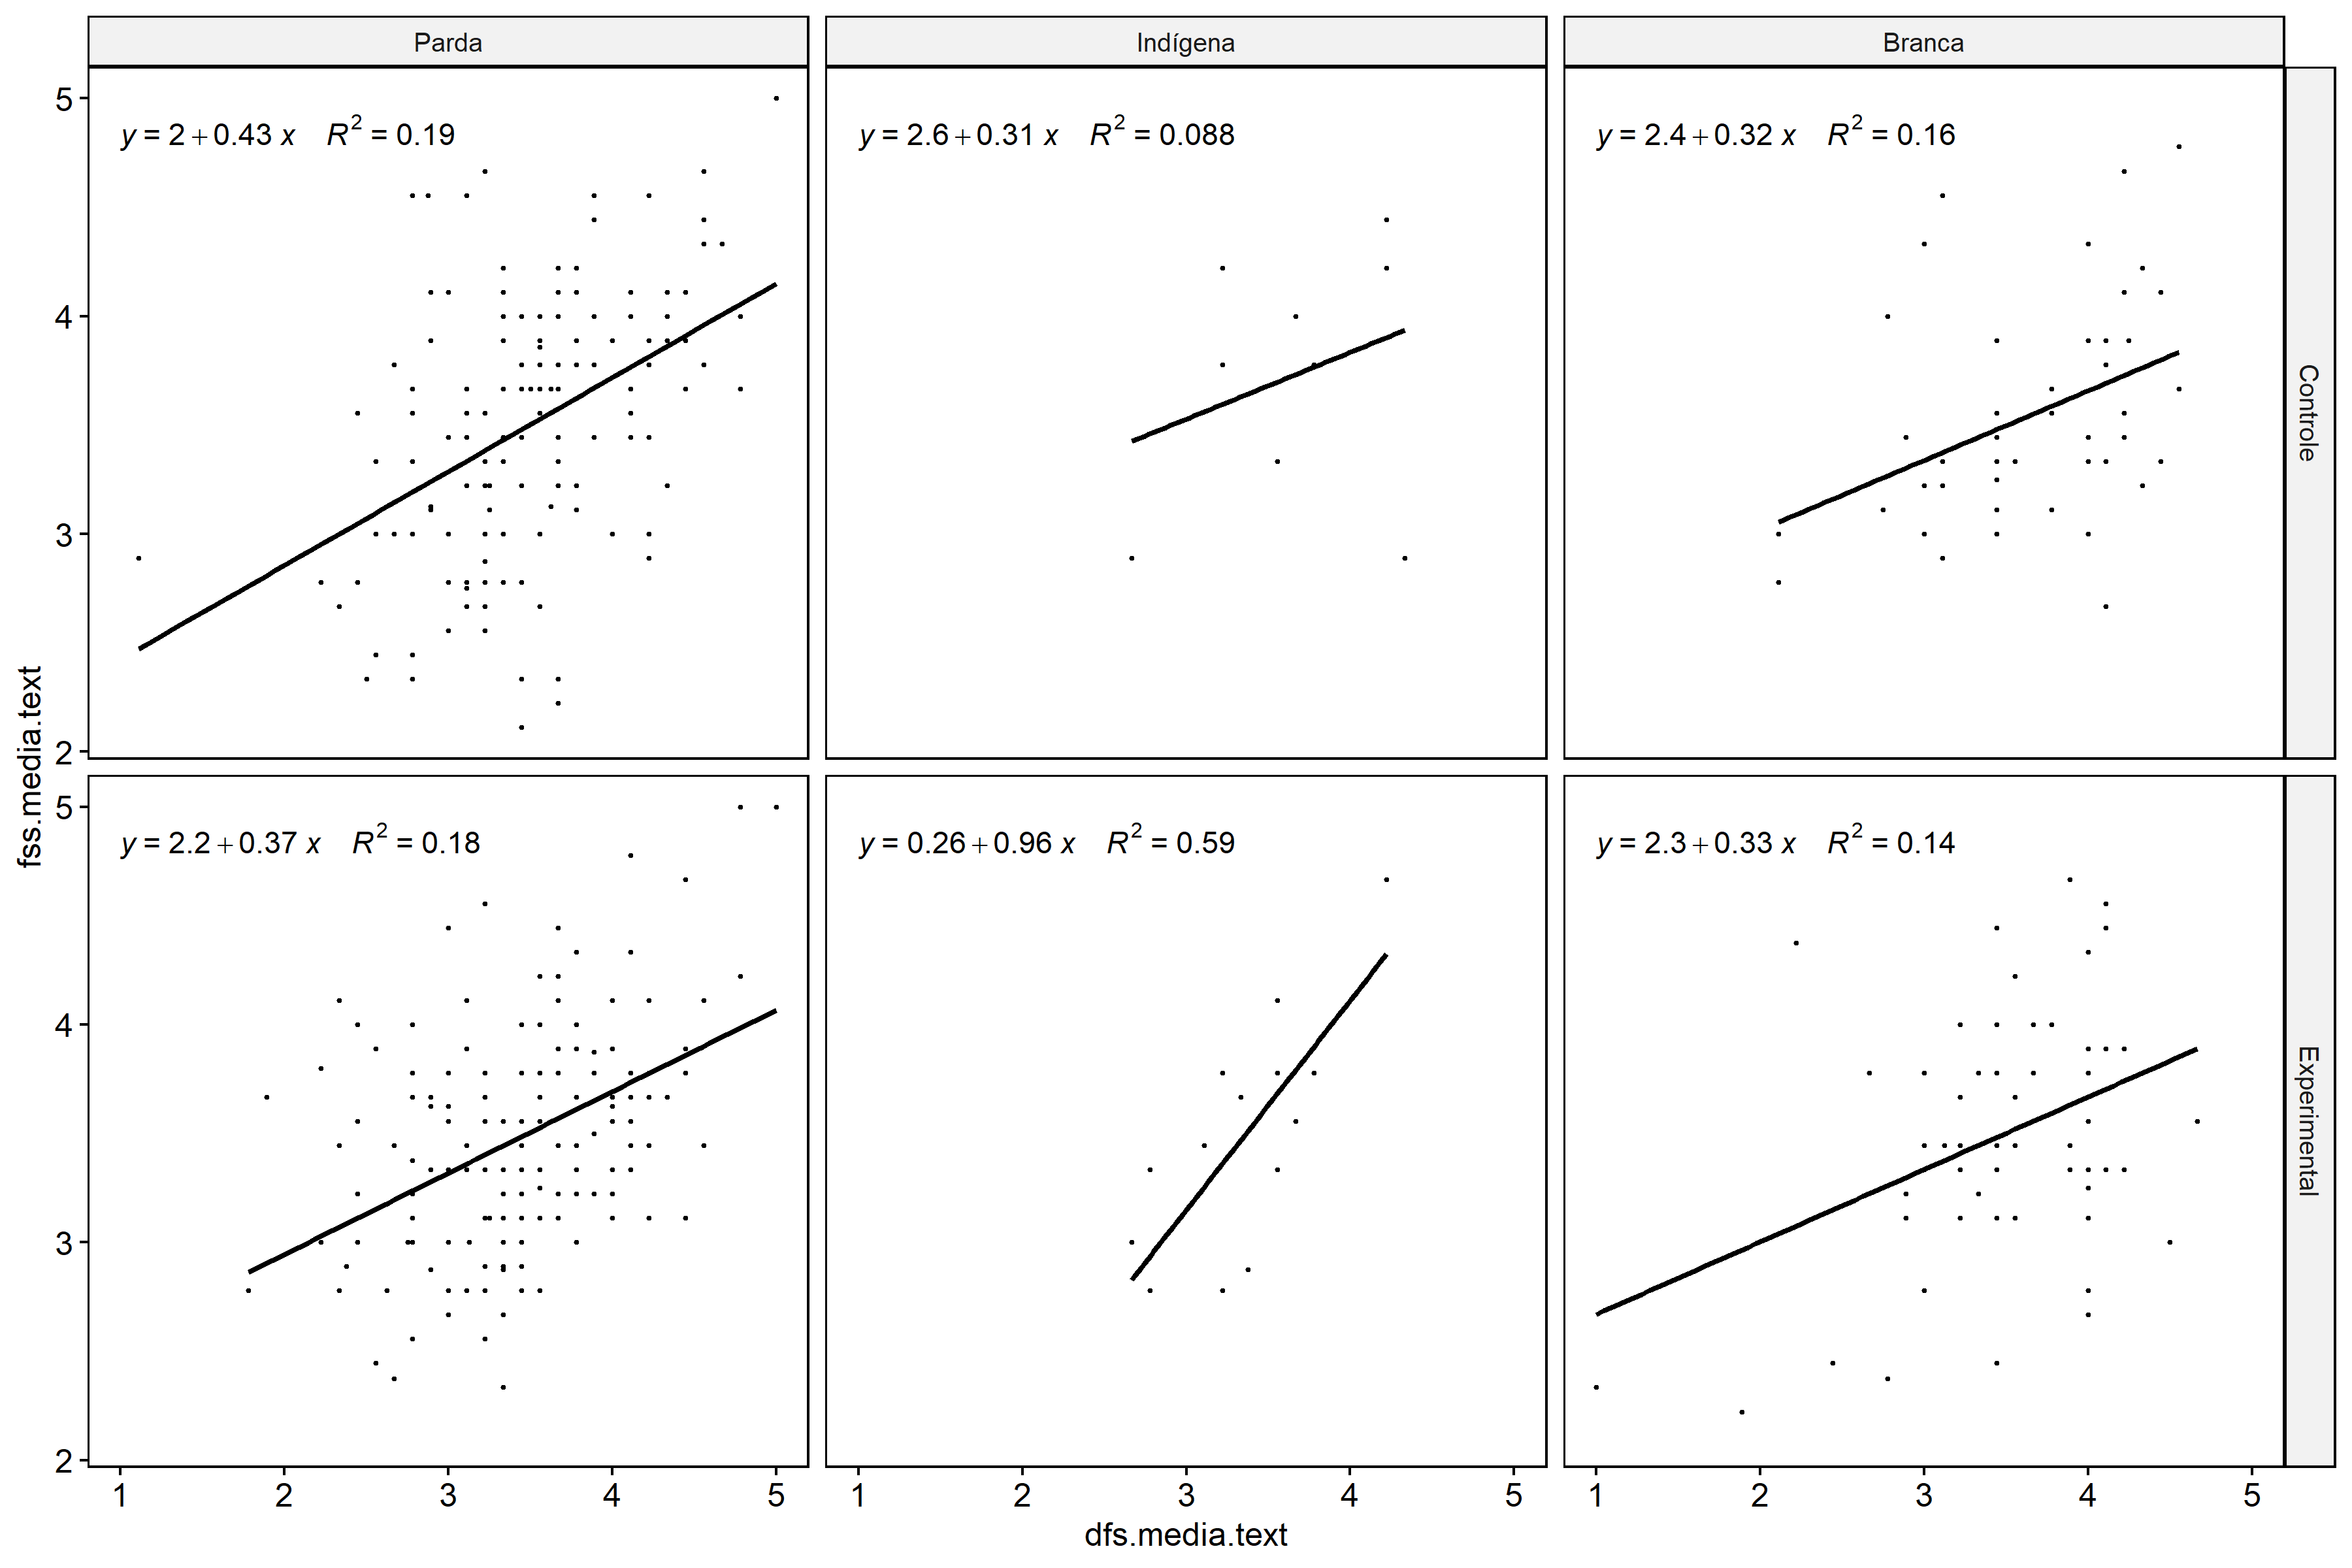 Parda Indígena Branca
5
y = 2 + 0.43 x R² = 0.19 y = 2.6 + 0.31 x R² = 0.088 y = 2.4 + 0.32 x R² = 0.16
4
Controle
3
2
fss.media.text
5
y = 2.2 + 0.37 x R² = 0.18 y = 0.26 + 0.96 x R² = 0.59 y = 2.3 + 0.33 x R² = 0.14
4
Experimental
3
2
1 2 3 4 5 1 2 3 4 5 1 2 3 4 5
dfs.media.text